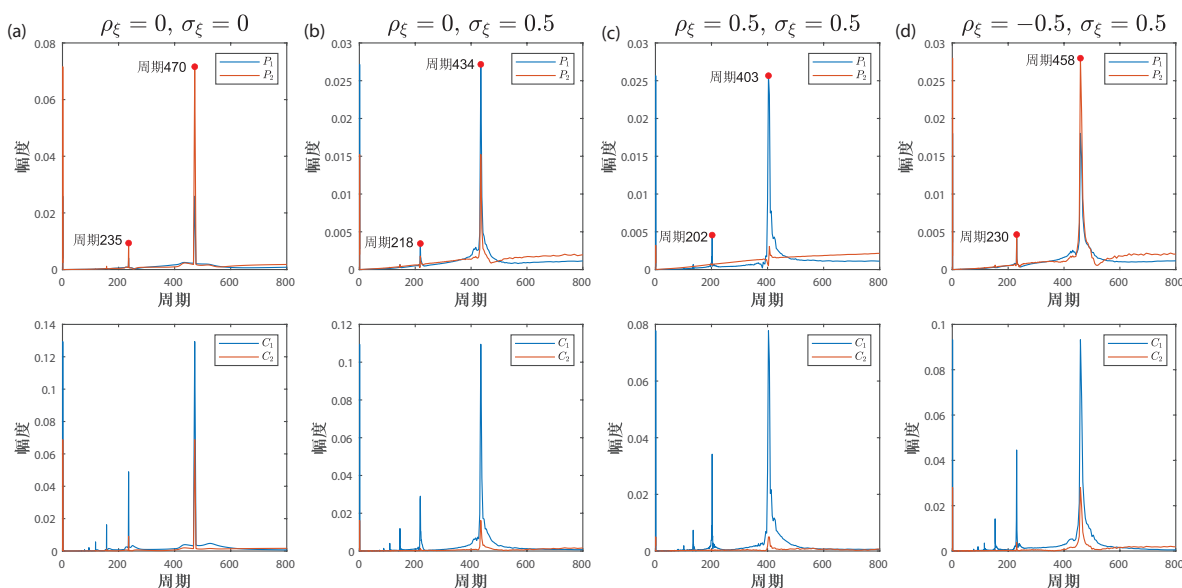 (a)
ρξ = 0, σξ = 0
(b)
ρξ = 0, σξ = 0.5
(c)
ρξ = 0.5, σξ = 0.5
(d)
ρξ = −0.5, σξ = 0.5
0.08
0.06
0.04
0.02
0
幅度
周期470
周期235
P₁
P₂
0 200 400 600 800
周期
0.03
0.025
0.02
0.015
0.01
0.005
0
幅度
周期434
周期218
P₁
P₂
0 200 400 600 800
周期
0.03
0.025
0.02
0.015
0.01
0.005
0
幅度
周期403
周期202
P₁
P₂
0 200 400 600 800
周期
0.03
0.025
0.02
0.015
0.01
0.005
0
幅度
周期458
周期230
P₁
P₂
0 200 400 600 800
周期
0.14
0.12
0.1
0.08
0.06
0.04
0.02
0
幅度
C₁
C₂
0 200 400 600 800
周期
0.12
0.1
0.08
0.06
0.04
0.02
0
幅度
C₁
C₂
0 200 400 600 800
周期
0.08
0.06
0.04
0.02
0
幅度
C₁
C₂
0 200 400 600 800
周期
0.1
0.08
0.06
0.04
0.02
0
幅度
C₁
C₂
0 200 400 600 800
周期